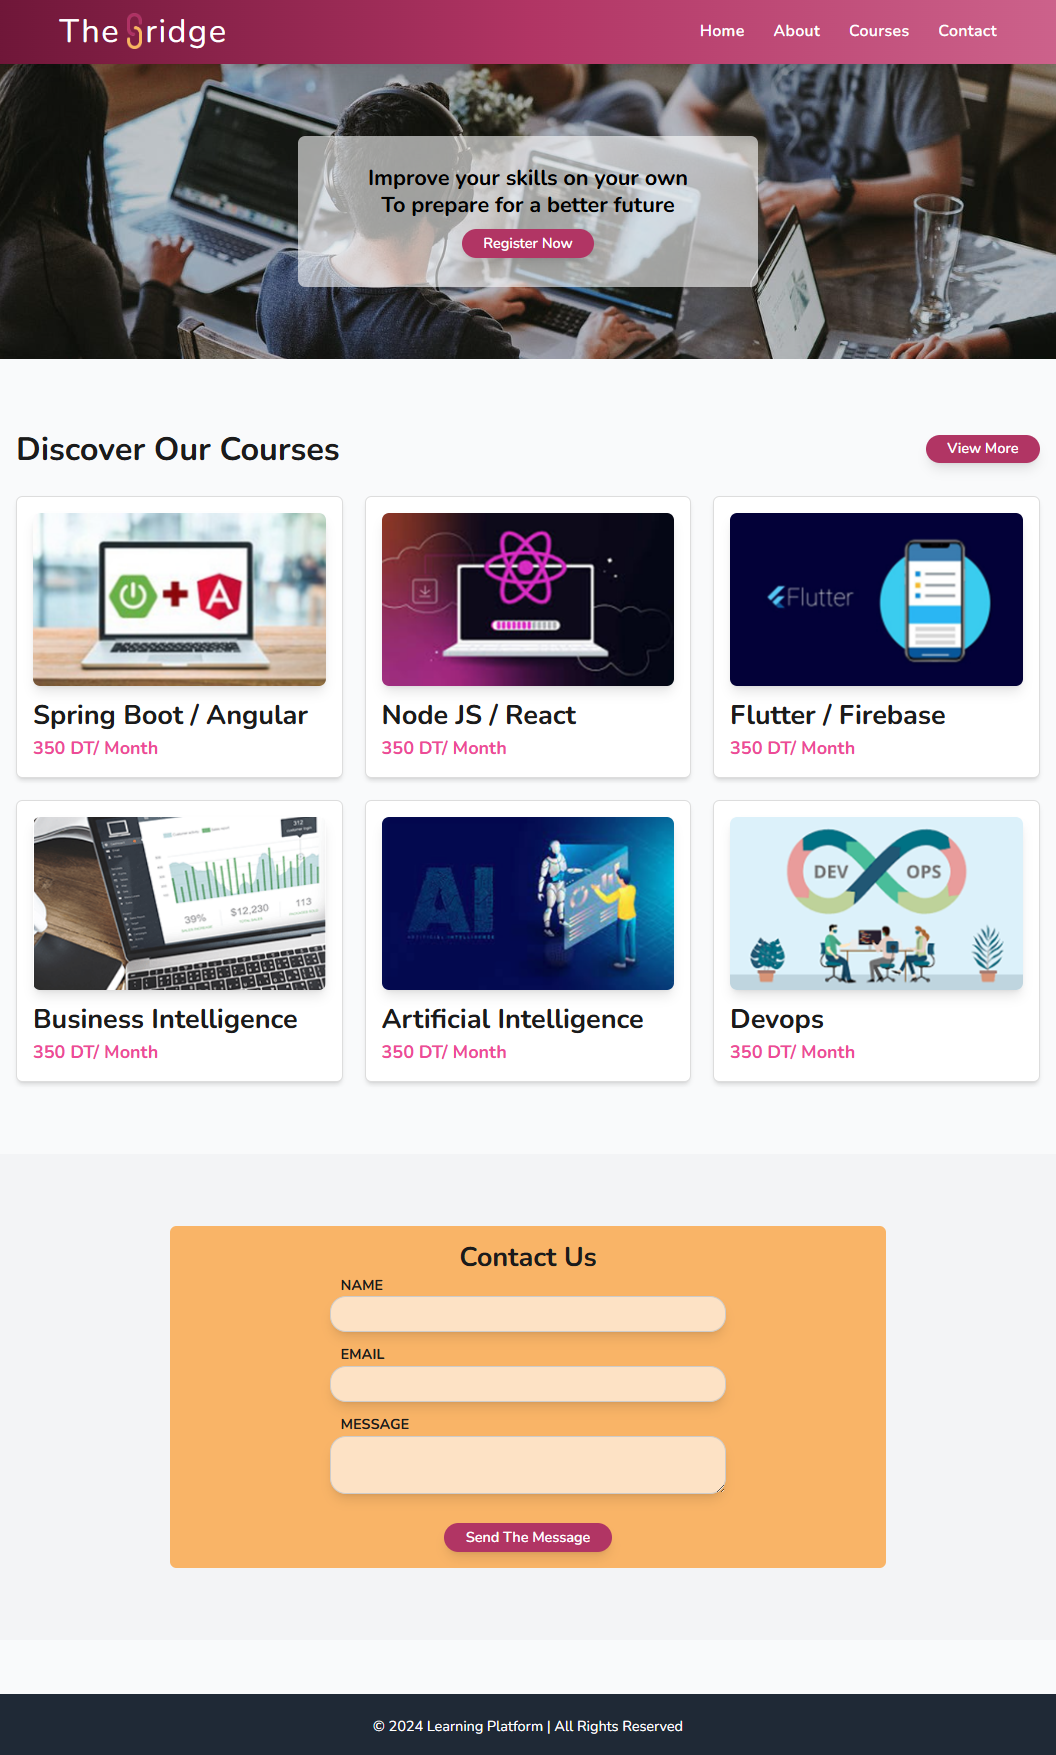 The Bridge
Home About Courses Contact
Improve your skills on your own
To prepare for a better future
Register Now
Discover Our Courses
View More
Flutter
Spring Boot / Angular
350 DT/ Month
Node JS / React
350 DT/ Month
Flutter / Firebase
350 DT/ Month
312
39%
$12,230
113
AI
ARTIFICIAL INTELLIGENCE
DEV OPS
Business Intelligence
350 DT/ Month
Artificial Intelligence
350 DT/ Month
Devops
350 DT/ Month
Contact Us
NAME
EMAIL
MESSAGE
Send The Message
© 2024 Learning Platform | All Rights Reserved